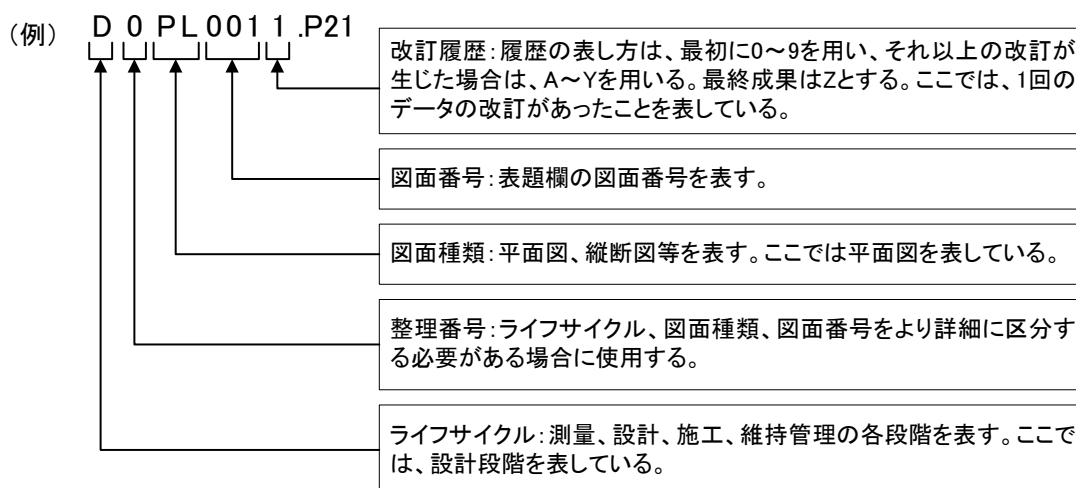 (例) D 0 PL 001 1 .P21
改訂履歴:履歴の表し方は、最初に0~9を用い、それ以上の改訂が
生じた場合は、A~Yを用いる。最終成果はZとする。ここでは、1回の
データの改訂があったことを表している。
図面番号:表題欄の図面番号を表す。
図面種類:平面図、縦断図等を表す。ここでは平面図を表している。
整理番号:ライフサイクル、図面種類、図面番号をより詳細に区分す
る必要がある場合に使用する。
ライフサイクル:測量、設計、施工、維持管理の各段階を表す。ここで
は、設計段階を表している。